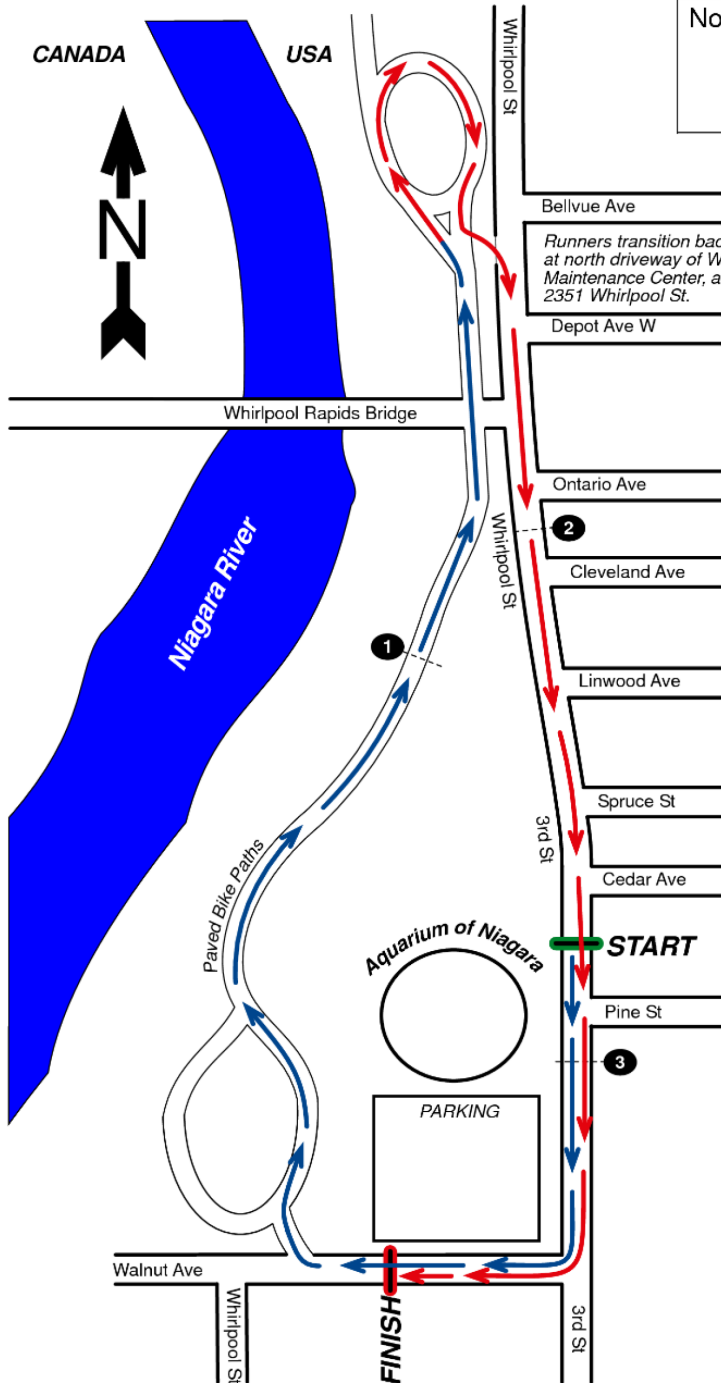 No
CANADA
USA
Whirlpool St
N
Bellvue Ave
Runners transition bac
at north driveway of W
Maintenance Center, a
2351 Whirlpool St.
Depot Ave W
Whirlpool Rapids Bridge
Ontario Ave
2
Whirlpool St
Cleveland Ave
Niagara River
1
Linwood Ave
Spruce St
3rd St
Paved Bike Paths
Cedar Ave
Aquarium of Niagara
START
Pine St
3
PARKING
Walnut Ave
Whirlpool St
FINISH
3rd St